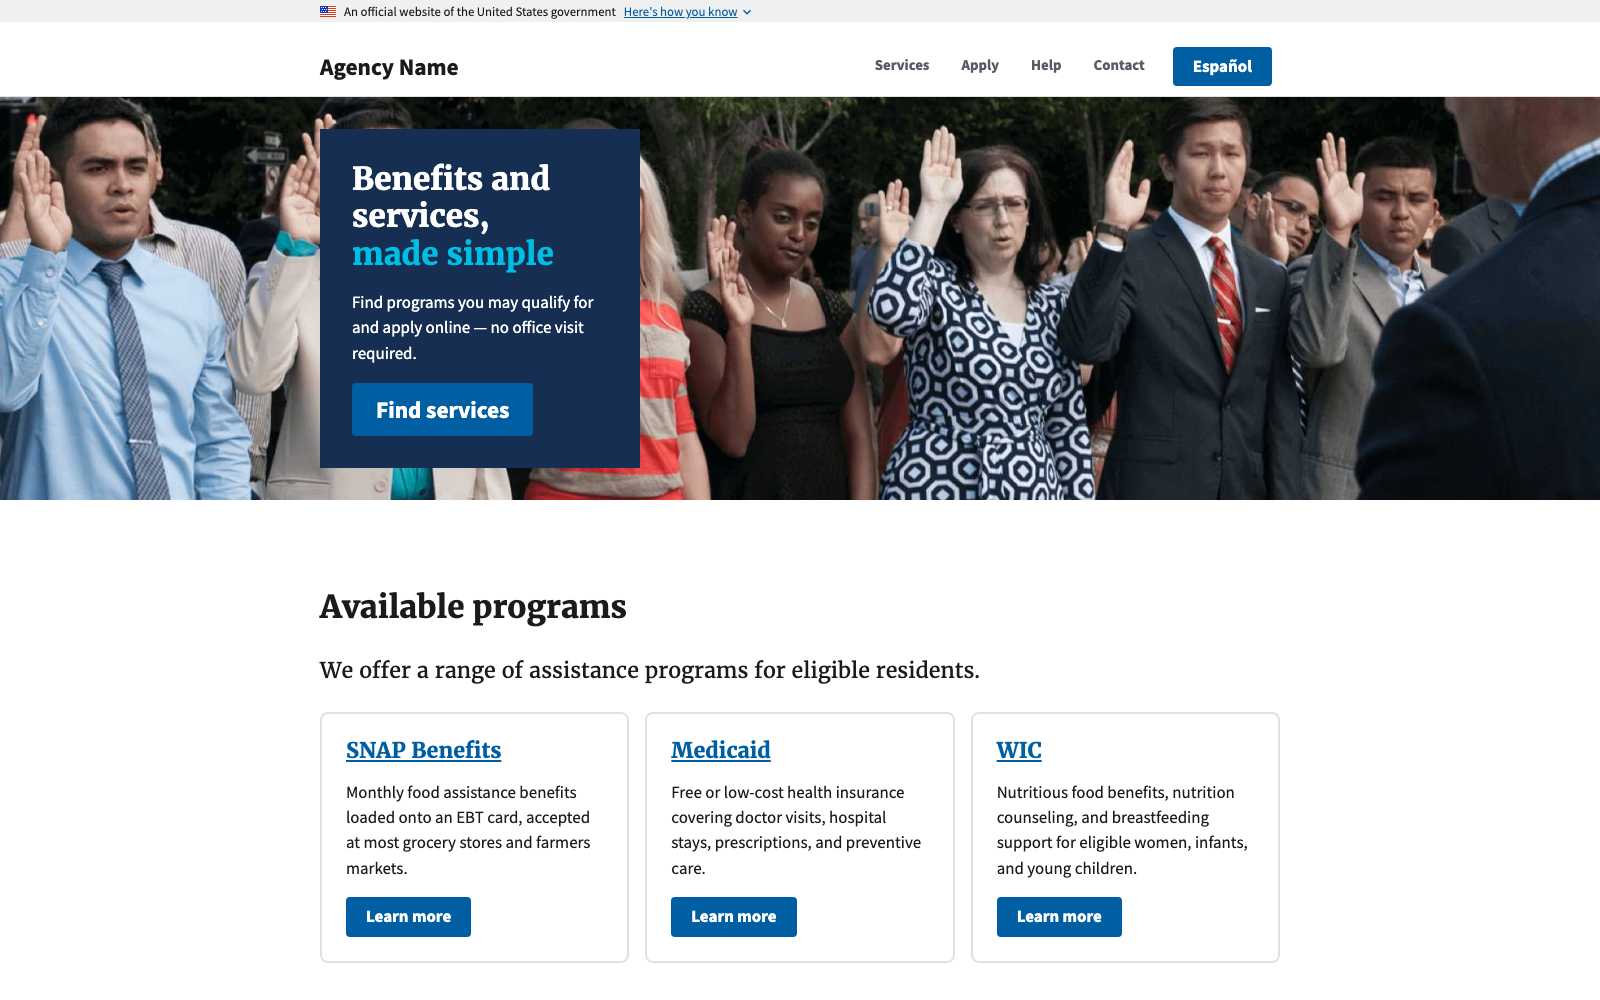 An official website of the United States government Here's how you know
Agency Name
Services Apply Help Contact Español
Benefits and
services,
made simple
Find programs you may qualify for
and apply online — no office visit
required.
Find services
Available programs
We offer a range of assistance programs for eligible residents.
SNAP Benefits
Monthly food assistance benefits
loaded onto an EBT card, accepted
at most grocery stores and farmers
markets.
Learn more
Medicaid
Free or low-cost health insurance
covering doctor visits, hospital
stays, prescriptions, and preventive
care.
Learn more
WIC
Nutritious food benefits, nutrition
counseling, and breastfeeding
support for eligible women, infants,
and young children.
Learn more